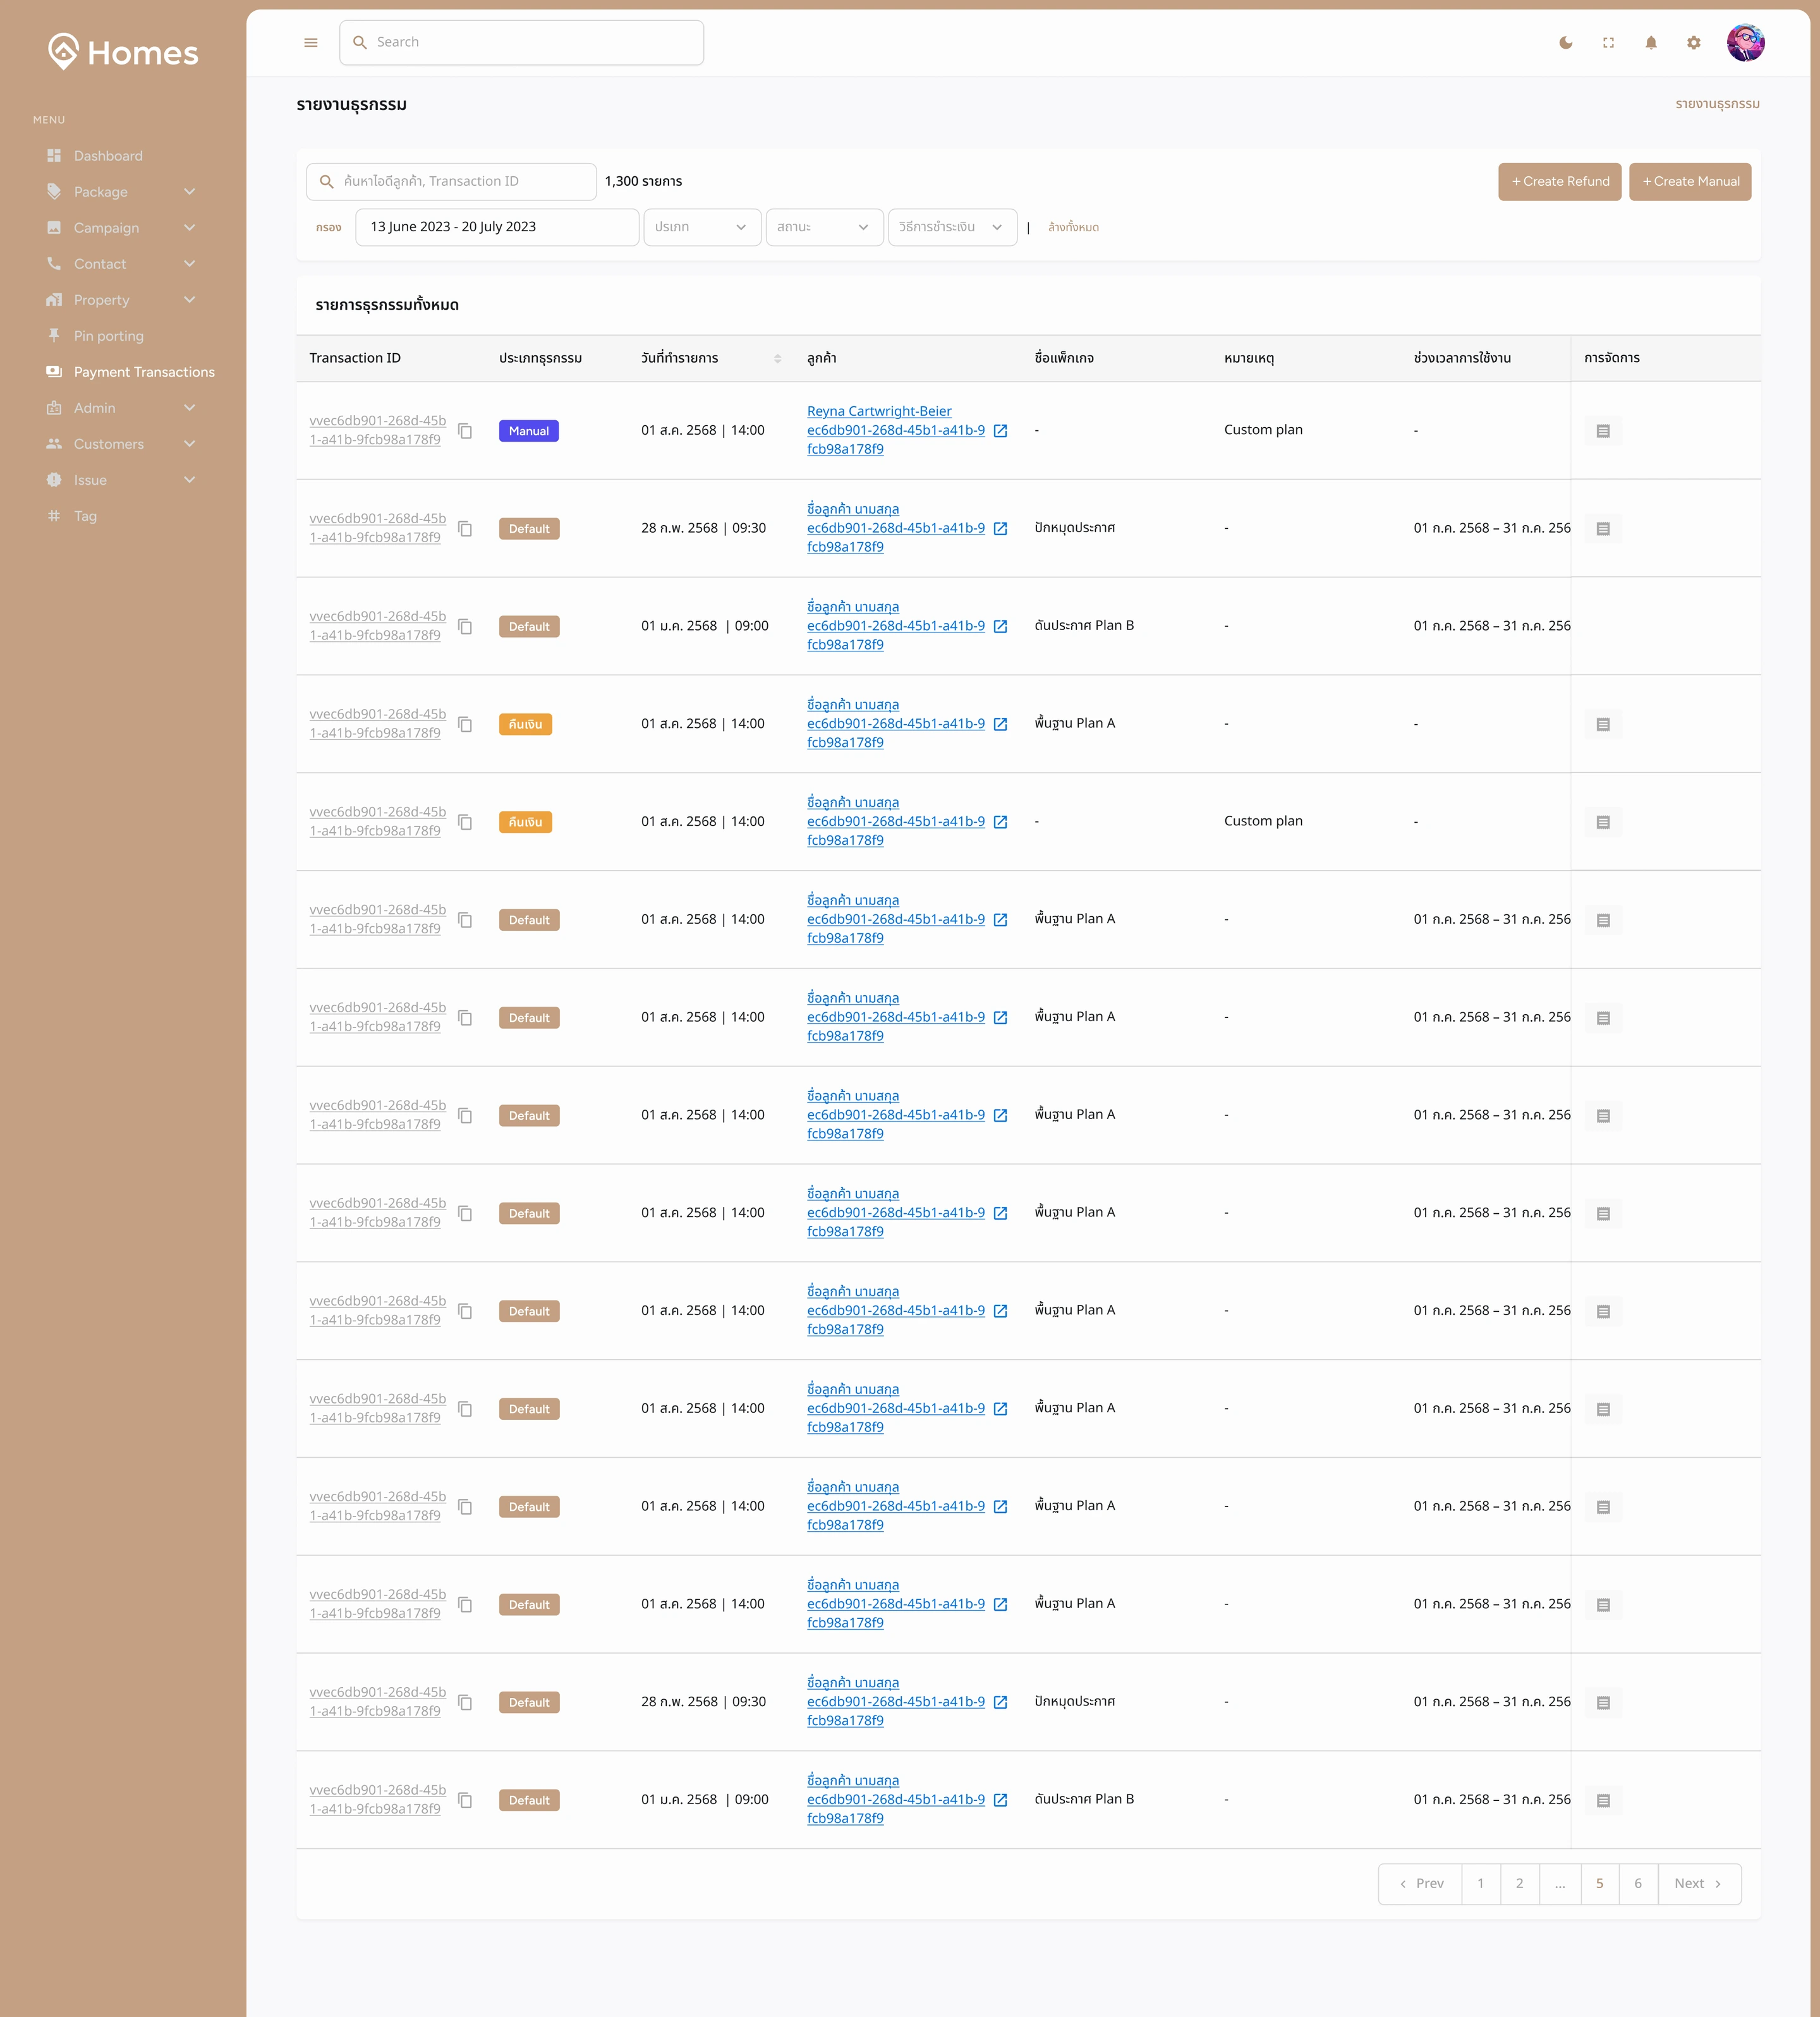 Homes
Search
MENU
Dashboard
Package
Campaign
Contact
Property
Pin porting
Payment Transactions
Admin
Customers
Issue
Tag
รายงานธุรกรรม
รายงานธุรกรรม
ค้นหาไอดีลูกค้า, Transaction ID
1,300 รายการ
+ Create Refund
+ Create Manual
กรอง
13 June 2023 - 20 July 2023
ประเภท
สถานะ
วิธีการชำระเงิน
|
ล้างทั้งหมด
รายการธุรกรรมทั้งหมด
Transaction ID ประเภทธุรกรรม วันที่ทำรายการ ลูกค้า ชื่อแพ็กเกจ หมายเหตุ ช่วงเวลาการใช้งาน การจัดการ
vvec6db901-268d-45b
1-a41b-9fcb98a178f9
Manual
01 ส.ค. 2568 | 14:00
Reyna Cartwright-Beier
ec6db901-268d-45b1-a41b-9
fcb98a178f9
-
Custom plan
-
vvec6db901-268d-45b
1-a41b-9fcb98a178f9
Default
28 ก.พ. 2568 | 09:30
ชื่อลูกค้า นามสกุล
ec6db901-268d-45b1-a41b-9
fcb98a178f9
ปักหมุดประกาศ
-
01 ก.ค. 2568 – 31 ก.ค. 256
vvec6db901-268d-45b
1-a41b-9fcb98a178f9
Default
01 ม.ค. 2568 | 09:00
ชื่อลูกค้า นามสกุล
ec6db901-268d-45b1-a41b-9
fcb98a178f9
ดันประกาศ Plan B
-
01 ก.ค. 2568 – 31 ก.ค. 256
vvec6db901-268d-45b
1-a41b-9fcb98a178f9
คืนเงิน
01 ส.ค. 2568 | 14:00
ชื่อลูกค้า นามสกุล
ec6db901-268d-45b1-a41b-9
fcb98a178f9
พื้นฐาน Plan A
-
-
vvec6db901-268d-45b
1-a41b-9fcb98a178f9
คืนเงิน
01 ส.ค. 2568 | 14:00
ชื่อลูกค้า นามสกุล
ec6db901-268d-45b1-a41b-9
fcb98a178f9
-
Custom plan
-
vvec6db901-268d-45b
1-a41b-9fcb98a178f9
Default
01 ส.ค. 2568 | 14:00
ชื่อลูกค้า นามสกุล
ec6db901-268d-45b1-a41b-9
fcb98a178f9
พื้นฐาน Plan A
-
01 ก.ค. 2568 – 31 ก.ค. 256
vvec6db901-268d-45b
1-a41b-9fcb98a178f9
Default
01 ส.ค. 2568 | 14:00
ชื่อลูกค้า นามสกุล
ec6db901-268d-45b1-a41b-9
fcb98a178f9
พื้นฐาน Plan A
-
01 ก.ค. 2568 – 31 ก.ค. 256
vvec6db901-268d-45b
1-a41b-9fcb98a178f9
Default
01 ส.ค. 2568 | 14:00
ชื่อลูกค้า นามสกุล
ec6db901-268d-45b1-a41b-9
fcb98a178f9
พื้นฐาน Plan A
-
01 ก.ค. 2568 – 31 ก.ค. 256
vvec6db901-268d-45b
1-a41b-9fcb98a178f9
Default
01 ส.ค. 2568 | 14:00
ชื่อลูกค้า นามสกุล
ec6db901-268d-45b1-a41b-9
fcb98a178f9
พื้นฐาน Plan A
-
01 ก.ค. 2568 – 31 ก.ค. 256
vvec6db901-268d-45b
1-a41b-9fcb98a178f9
Default
01 ส.ค. 2568 | 14:00
ชื่อลูกค้า นามสกุล
ec6db901-268d-45b1-a41b-9
fcb98a178f9
พื้นฐาน Plan A
-
01 ก.ค. 2568 – 31 ก.ค. 256
vvec6db901-268d-45b
1-a41b-9fcb98a178f9
Default
01 ส.ค. 2568 | 14:00
ชื่อลูกค้า นามสกุล
ec6db901-268d-45b1-a41b-9
fcb98a178f9
พื้นฐาน Plan A
-
01 ก.ค. 2568 – 31 ก.ค. 256
vvec6db901-268d-45b
1-a41b-9fcb98a178f9
Default
01 ส.ค. 2568 | 14:00
ชื่อลูกค้า นามสกุล
ec6db901-268d-45b1-a41b-9
fcb98a178f9
พื้นฐาน Plan A
-
01 ก.ค. 2568 – 31 ก.ค. 256
vvec6db901-268d-45b
1-a41b-9fcb98a178f9
Default
01 ส.ค. 2568 | 14:00
ชื่อลูกค้า นามสกุล
ec6db901-268d-45b1-a41b-9
fcb98a178f9
พื้นฐาน Plan A
-
01 ก.ค. 2568 – 31 ก.ค. 256
vvec6db901-268d-45b
1-a41b-9fcb98a178f9
Default
28 ก.พ. 2568 | 09:30
ชื่อลูกค้า นามสกุล
ec6db901-268d-45b1-a41b-9
fcb98a178f9
ปักหมุดประกาศ
-
01 ก.ค. 2568 – 31 ก.ค. 256
vvec6db901-268d-45b
1-a41b-9fcb98a178f9
Default
01 ม.ค. 2568 | 09:00
ชื่อลูกค้า นามสกุล
ec6db901-268d-45b1-a41b-9
fcb98a178f9
ดันประกาศ Plan B
-
01 ก.ค. 2568 – 31 ก.ค. 256
Prev 1 2 ... 5 6 Next